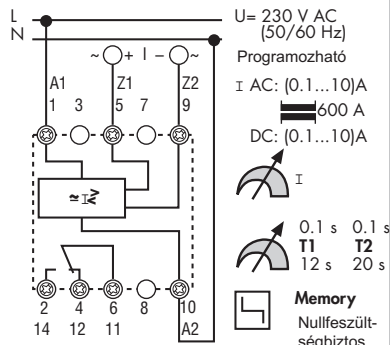 L
N
U= 230 V AC
(50/60 Hz)
Programozható
~ + I – ~
A1 Z1 Z2
1 3 5 7 9
I AC: (0.1...10)A
600 A
DC: (0.1...10)A
I
≂ I ≷
0.1 s 0.1 s
T1 T2
12 s 20 s
2 4 6 8 10
14 12 11 A2
Memory
Nullfeszült-
ségbiztos